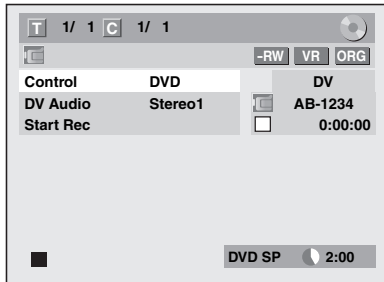 T 1/ 1 C 1/ 1
-RW VR ORG
Control DVD DV
DV Audio Stereo1 AB-1234
Start Rec 0:00:00
DVD SP 2:00